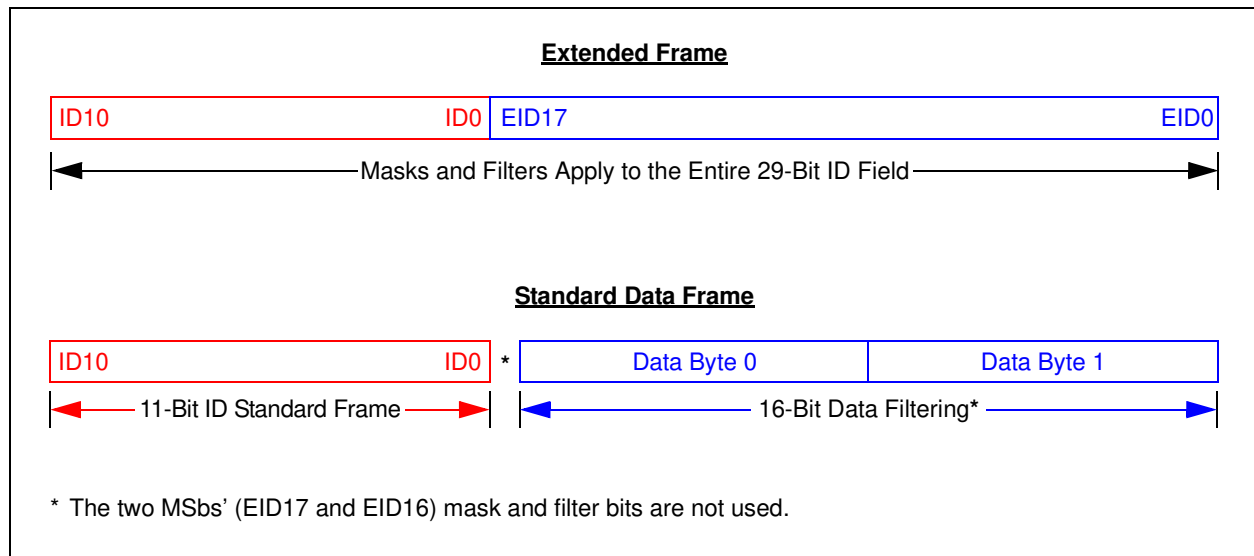 Extended Frame
ID10 ID0 EID17 EID0
Masks and Filters Apply to the Entire 29-Bit ID Field
Standard Data Frame
ID10 ID0 * Data Byte 0 Data Byte 1
11-Bit ID Standard Frame 16-Bit Data Filtering*
* The two MSbs’ (EID17 and EID16) mask and filter bits are not used.